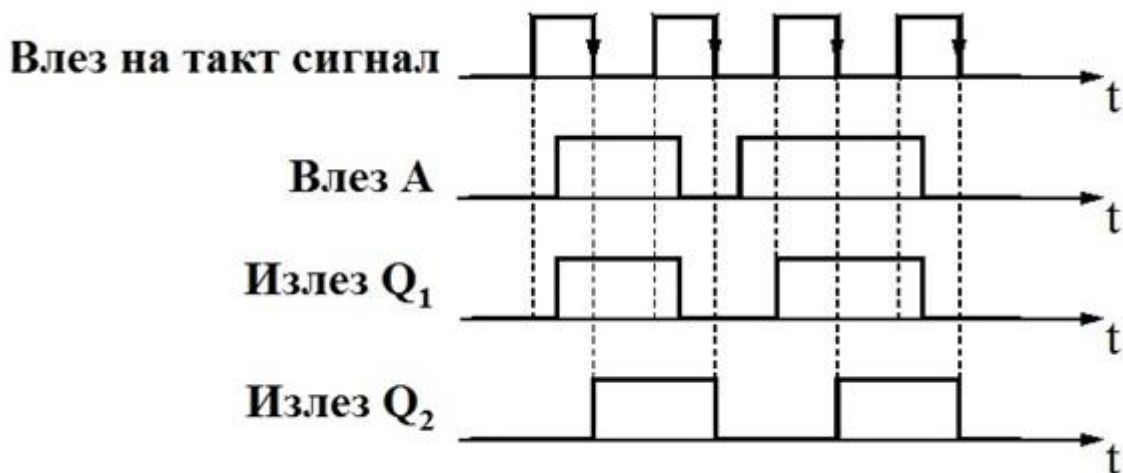 Влез на такт сигнал
t
Влез А
t
Излез Q₁
t
Излез Q₂
t